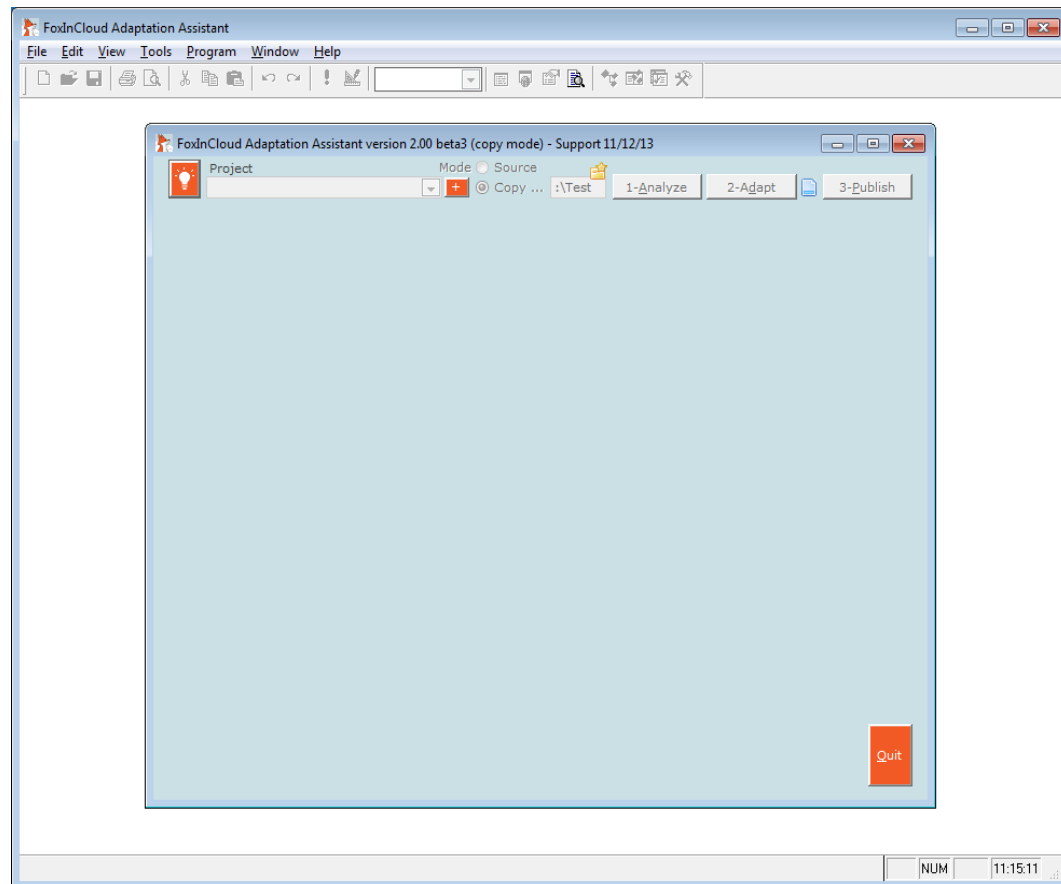 FoxInCloud Adaptation Assistant
File Edit View Tools Program Window Help
FoxInCloud Adaptation Assistant version 2.00 beta3 (copy mode) - Support 11/12/13
Project Mode Source
Copy ... :\Test 1-Analyze 2-Adapt 3-Publish
Quit
NUM 11:15:11